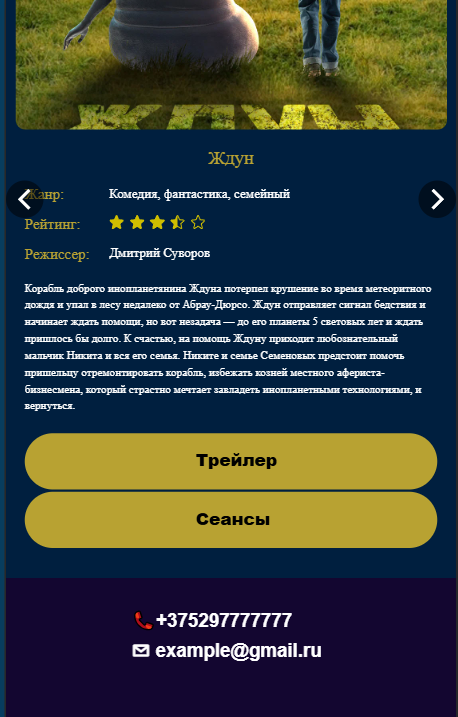 ЖДУН
Ждун
Жанр: Комедия, фантастика, семейный
Рейтинг:
Режиссер: Дмитрий Суворов
Корабль доброго инопланетянина Ждуна потерпел крушение во время метеоритного
дождя и упал в лесу недалеко от Абрау-Дюрсо. Ждун отправляет сигнал бедствия и
начинает ждать помощи, но вот незадача — до его планеты 5 световых лет и ждать
пришлось бы долго. К счастью, на помощь Ждуну приходит любознательный
мальчик Никита и вся его семья. Никите и семье Семеновых предстоит помочь
пришельцу отремонтировать корабль, избежать козней местного афериста-
бизнесмена, который страстно мечтает завладеть инопланетными технологиями, и
вернуться.
Трейлер
Сеансы
+375297777777
example@gmail.ru